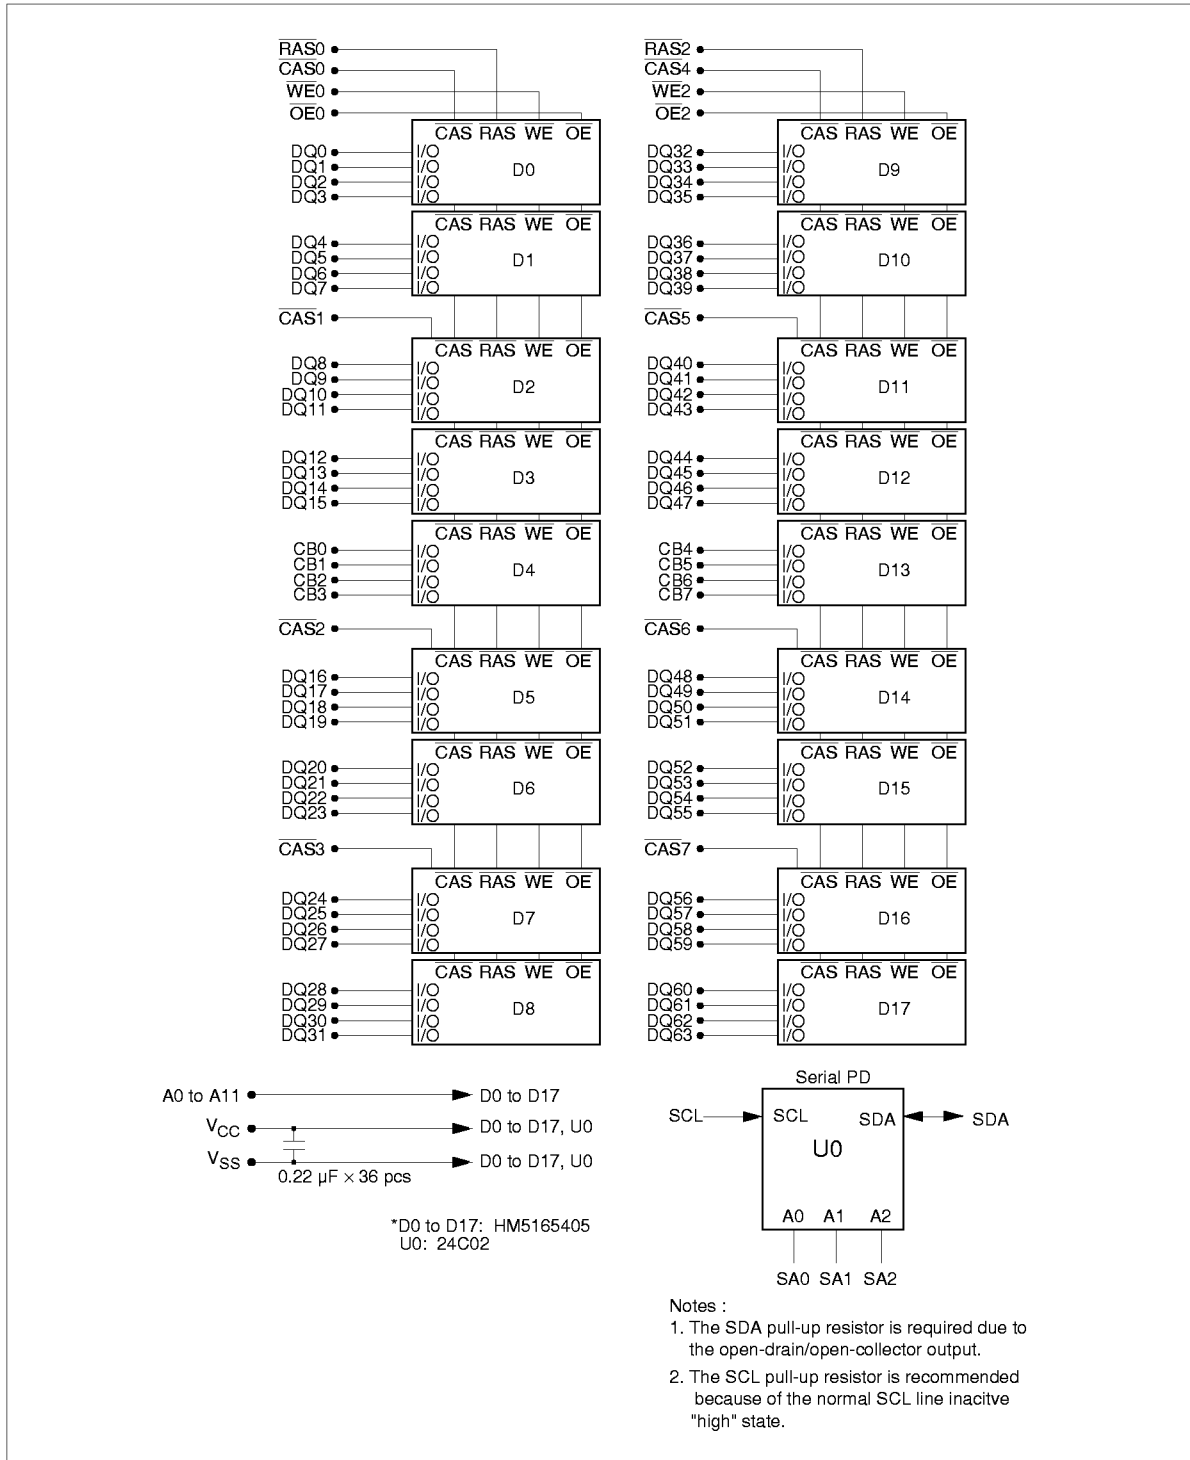 RAS0
CAS0
WE0
OE0
CAS RAS WE OE
DQ0 I/O
DQ1 I/O
DQ2 I/O
DQ3 I/O
D0
CAS RAS WE OE
DQ4 I/O
DQ5 I/O
DQ6 I/O
DQ7 I/O
D1
CAS1
CAS RAS WE OE
DQ8 I/O
DQ9 I/O
DQ10 I/O
DQ11 I/O
D2
CAS RAS WE OE
DQ12 I/O
DQ13 I/O
DQ14 I/O
DQ15 I/O
D3
CAS RAS WE OE
CB0 I/O
CB1 I/O
CB2 I/O
CB3 I/O
D4
CAS2
CAS RAS WE OE
DQ16 I/O
DQ17 I/O
DQ18 I/O
DQ19 I/O
D5
CAS RAS WE OE
DQ20 I/O
DQ21 I/O
DQ22 I/O
DQ23 I/O
D6
CAS3
CAS RAS WE OE
DQ24 I/O
DQ25 I/O
DQ26 I/O
DQ27 I/O
D7
CAS RAS WE OE
DQ28 I/O
DQ29 I/O
DQ30 I/O
DQ31 I/O
D8
RAS2
CAS4
WE2
OE2
CAS RAS WE OE
DQ32 I/O
DQ33 I/O
DQ34 I/O
DQ35 I/O
D9
CAS RAS WE OE
DQ36 I/O
DQ37 I/O
DQ38 I/O
DQ39 I/O
D10
CAS5
CAS RAS WE OE
DQ40 I/O
DQ41 I/O
DQ42 I/O
DQ43 I/O
D11
CAS RAS WE OE
DQ44 I/O
DQ45 I/O
DQ46 I/O
DQ47 I/O
D12
CAS RAS WE OE
CB4 I/O
CB5 I/O
CB6 I/O
CB7 I/O
D13
CAS6
CAS RAS WE OE
DQ48 I/O
DQ49 I/O
DQ50 I/O
DQ51 I/O
D14
CAS RAS WE OE
DQ52 I/O
DQ53 I/O
DQ54 I/O
DQ55 I/O
D15
CAS7
CAS RAS WE OE
DQ56 I/O
DQ57 I/O
DQ58 I/O
DQ59 I/O
D16
CAS RAS WE OE
DQ60 I/O
DQ61 I/O
DQ62 I/O
DQ63 I/O
D17
A0 to A11 D0 to D17
VCC D0 to D17, U0
VSS D0 to D17, U0
0.22 µF × 36 pcs
*D0 to D17: HM5165405
U0: 24C02
Serial PD
SCL SCL SDA SDA
U0
A0 A1 A2
SA0 SA1 SA2
Notes :
1. The SDA pull-up resistor is required due to
the open-drain/open-collector output.
2. The SCL pull-up resistor is recommended
because of the normal SCL line inacitve
"high" state.